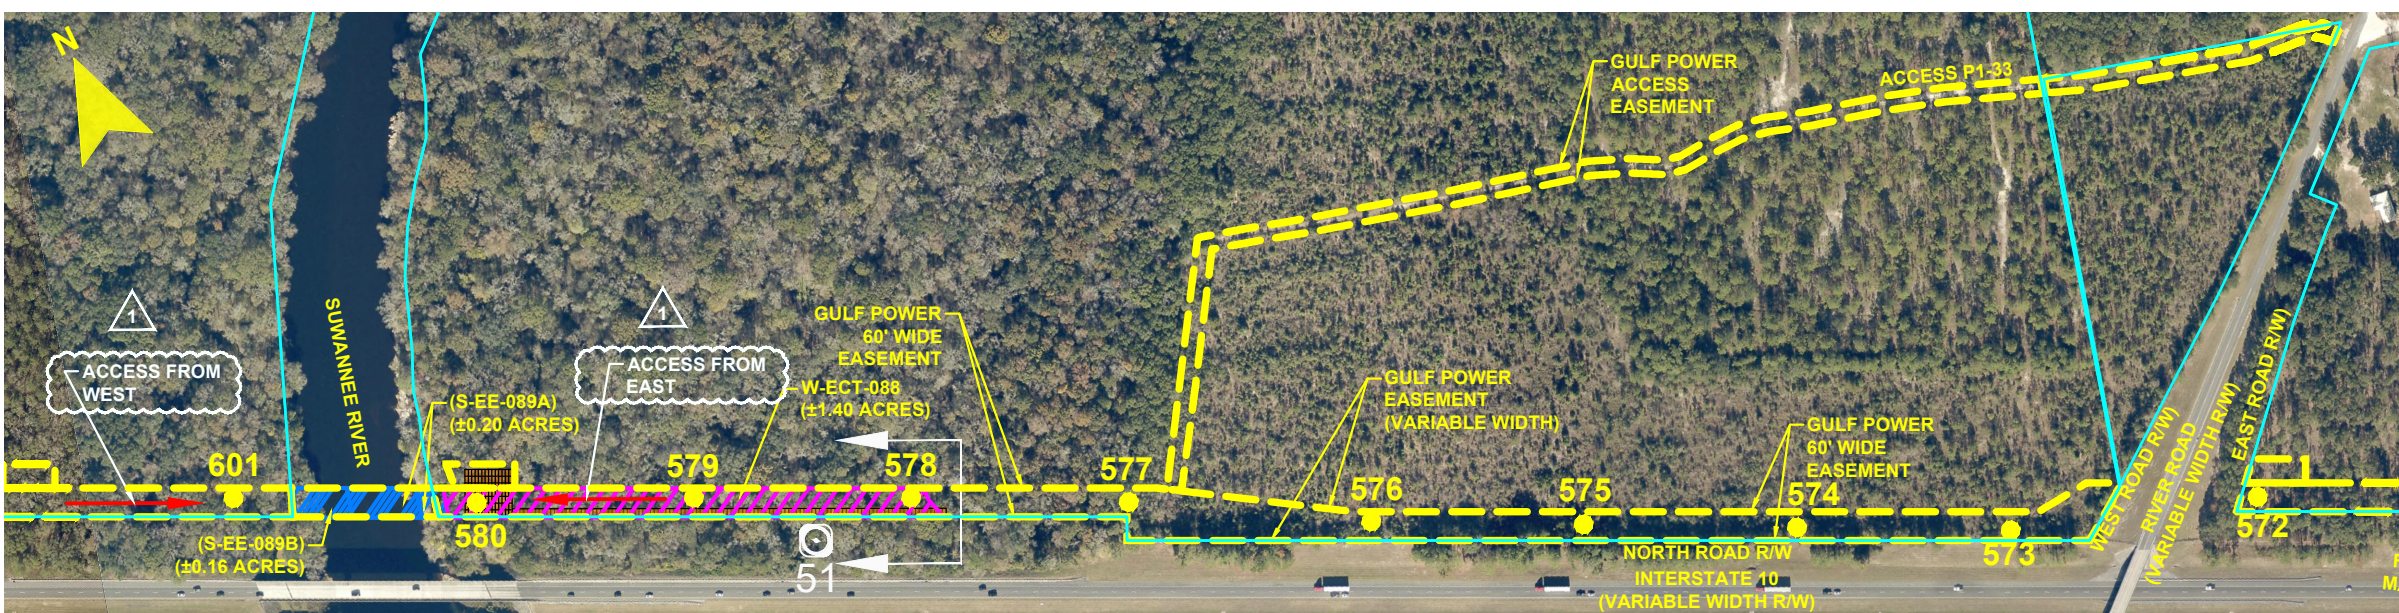 N
GULF POWER
ACCESS
EASEMENT
ACCESS P1-33
1
1
SUWANNEE RIVER
ACCESS FROM
WEST
ACCESS FROM
EAST
GULF POWER
60' WIDE
EASEMENT
W-ECT-088
(±1.40 ACRES)
(S-EE-089A)
(±0.20 ACRES)
GULF POWER
EASEMENT
(VARIABLE WIDTH)
GULF POWER
60' WIDE
EASEMENT
WEST ROAD R/W)
RIVER ROAD
(VARIABLE WIDTH R/W)
EAST ROAD R/W)
601
580
579
578
577
576
575
574
573
572
(S-EE-089B)
(±0.16 ACRES)
51
NORTH ROAD R/W
INTERSTATE 10
(VARIABLE WIDTH R/W)